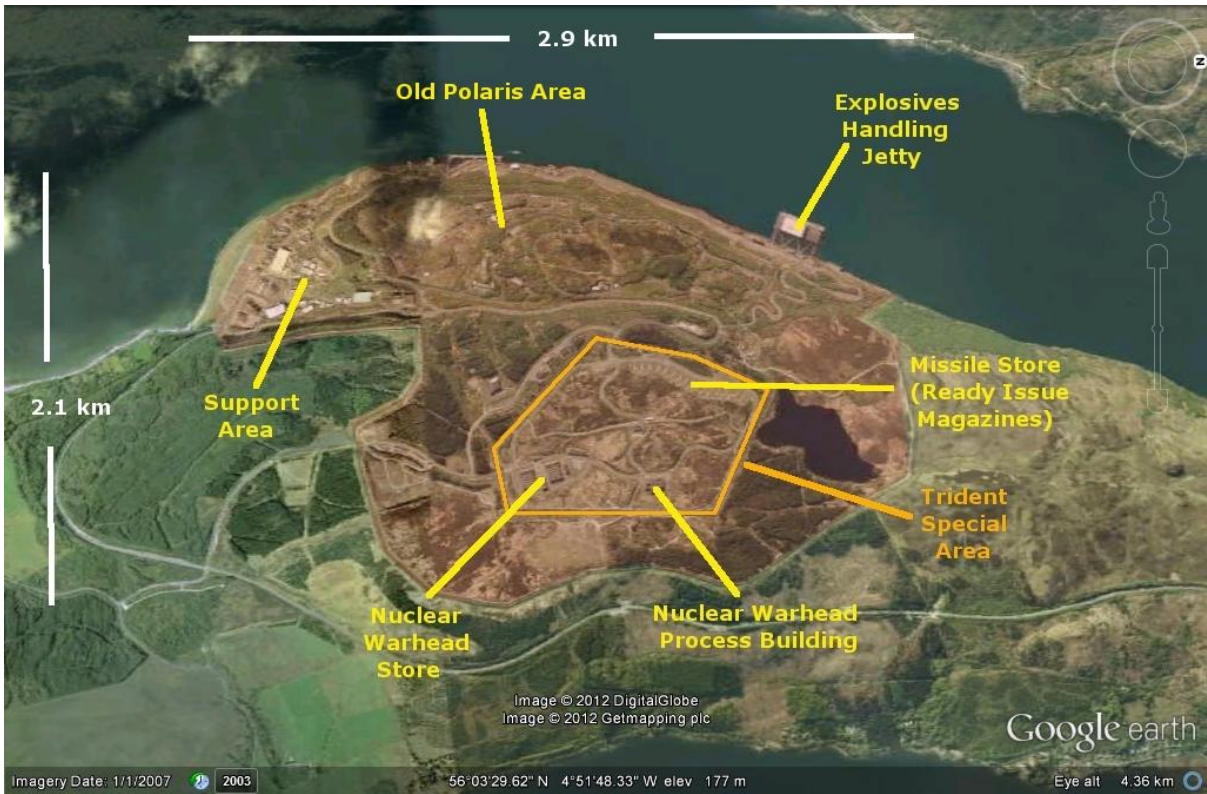 2.9 km
Old Polaris Area
Explosives
Handling
Jetty
N
Missile Store
(Ready Issue
Magazines)
2.1 km
Support
Area
Trident
Special
Area
Nuclear
Warhead
Store
Nuclear Warhead
Process Building
Image © 2012 DigitalGlobe
Image © 2012 Getmapping plc
Google earth
Imagery Date: 1/1/2007
2003
56°03'29.62" N 4°51'48.33" W elev 177 m
Eye alt 4.36 km